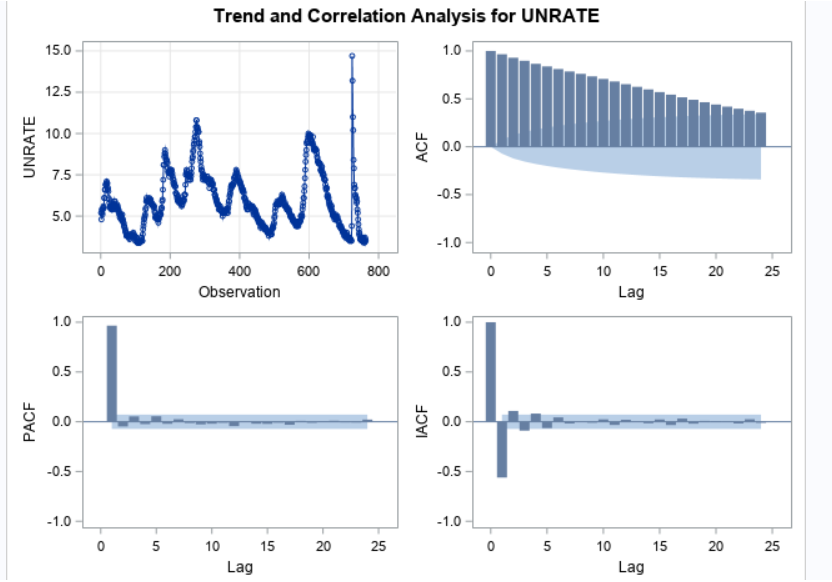 Trend and Correlation Analysis for UNRATE
15.0
12.5
10.0
7.5
5.0
UNRATE
0 200 400 600 800
Observation
1.0
0.5
0.0
-0.5
-1.0
ACF
0 5 10 15 20 25
Lag
1.0
0.5
0.0
-0.5
-1.0
PACF
0 5 10 15 20 25
Lag
1.0
0.5
0.0
-0.5
-1.0
IACF
0 5 10 15 20 25
Lag